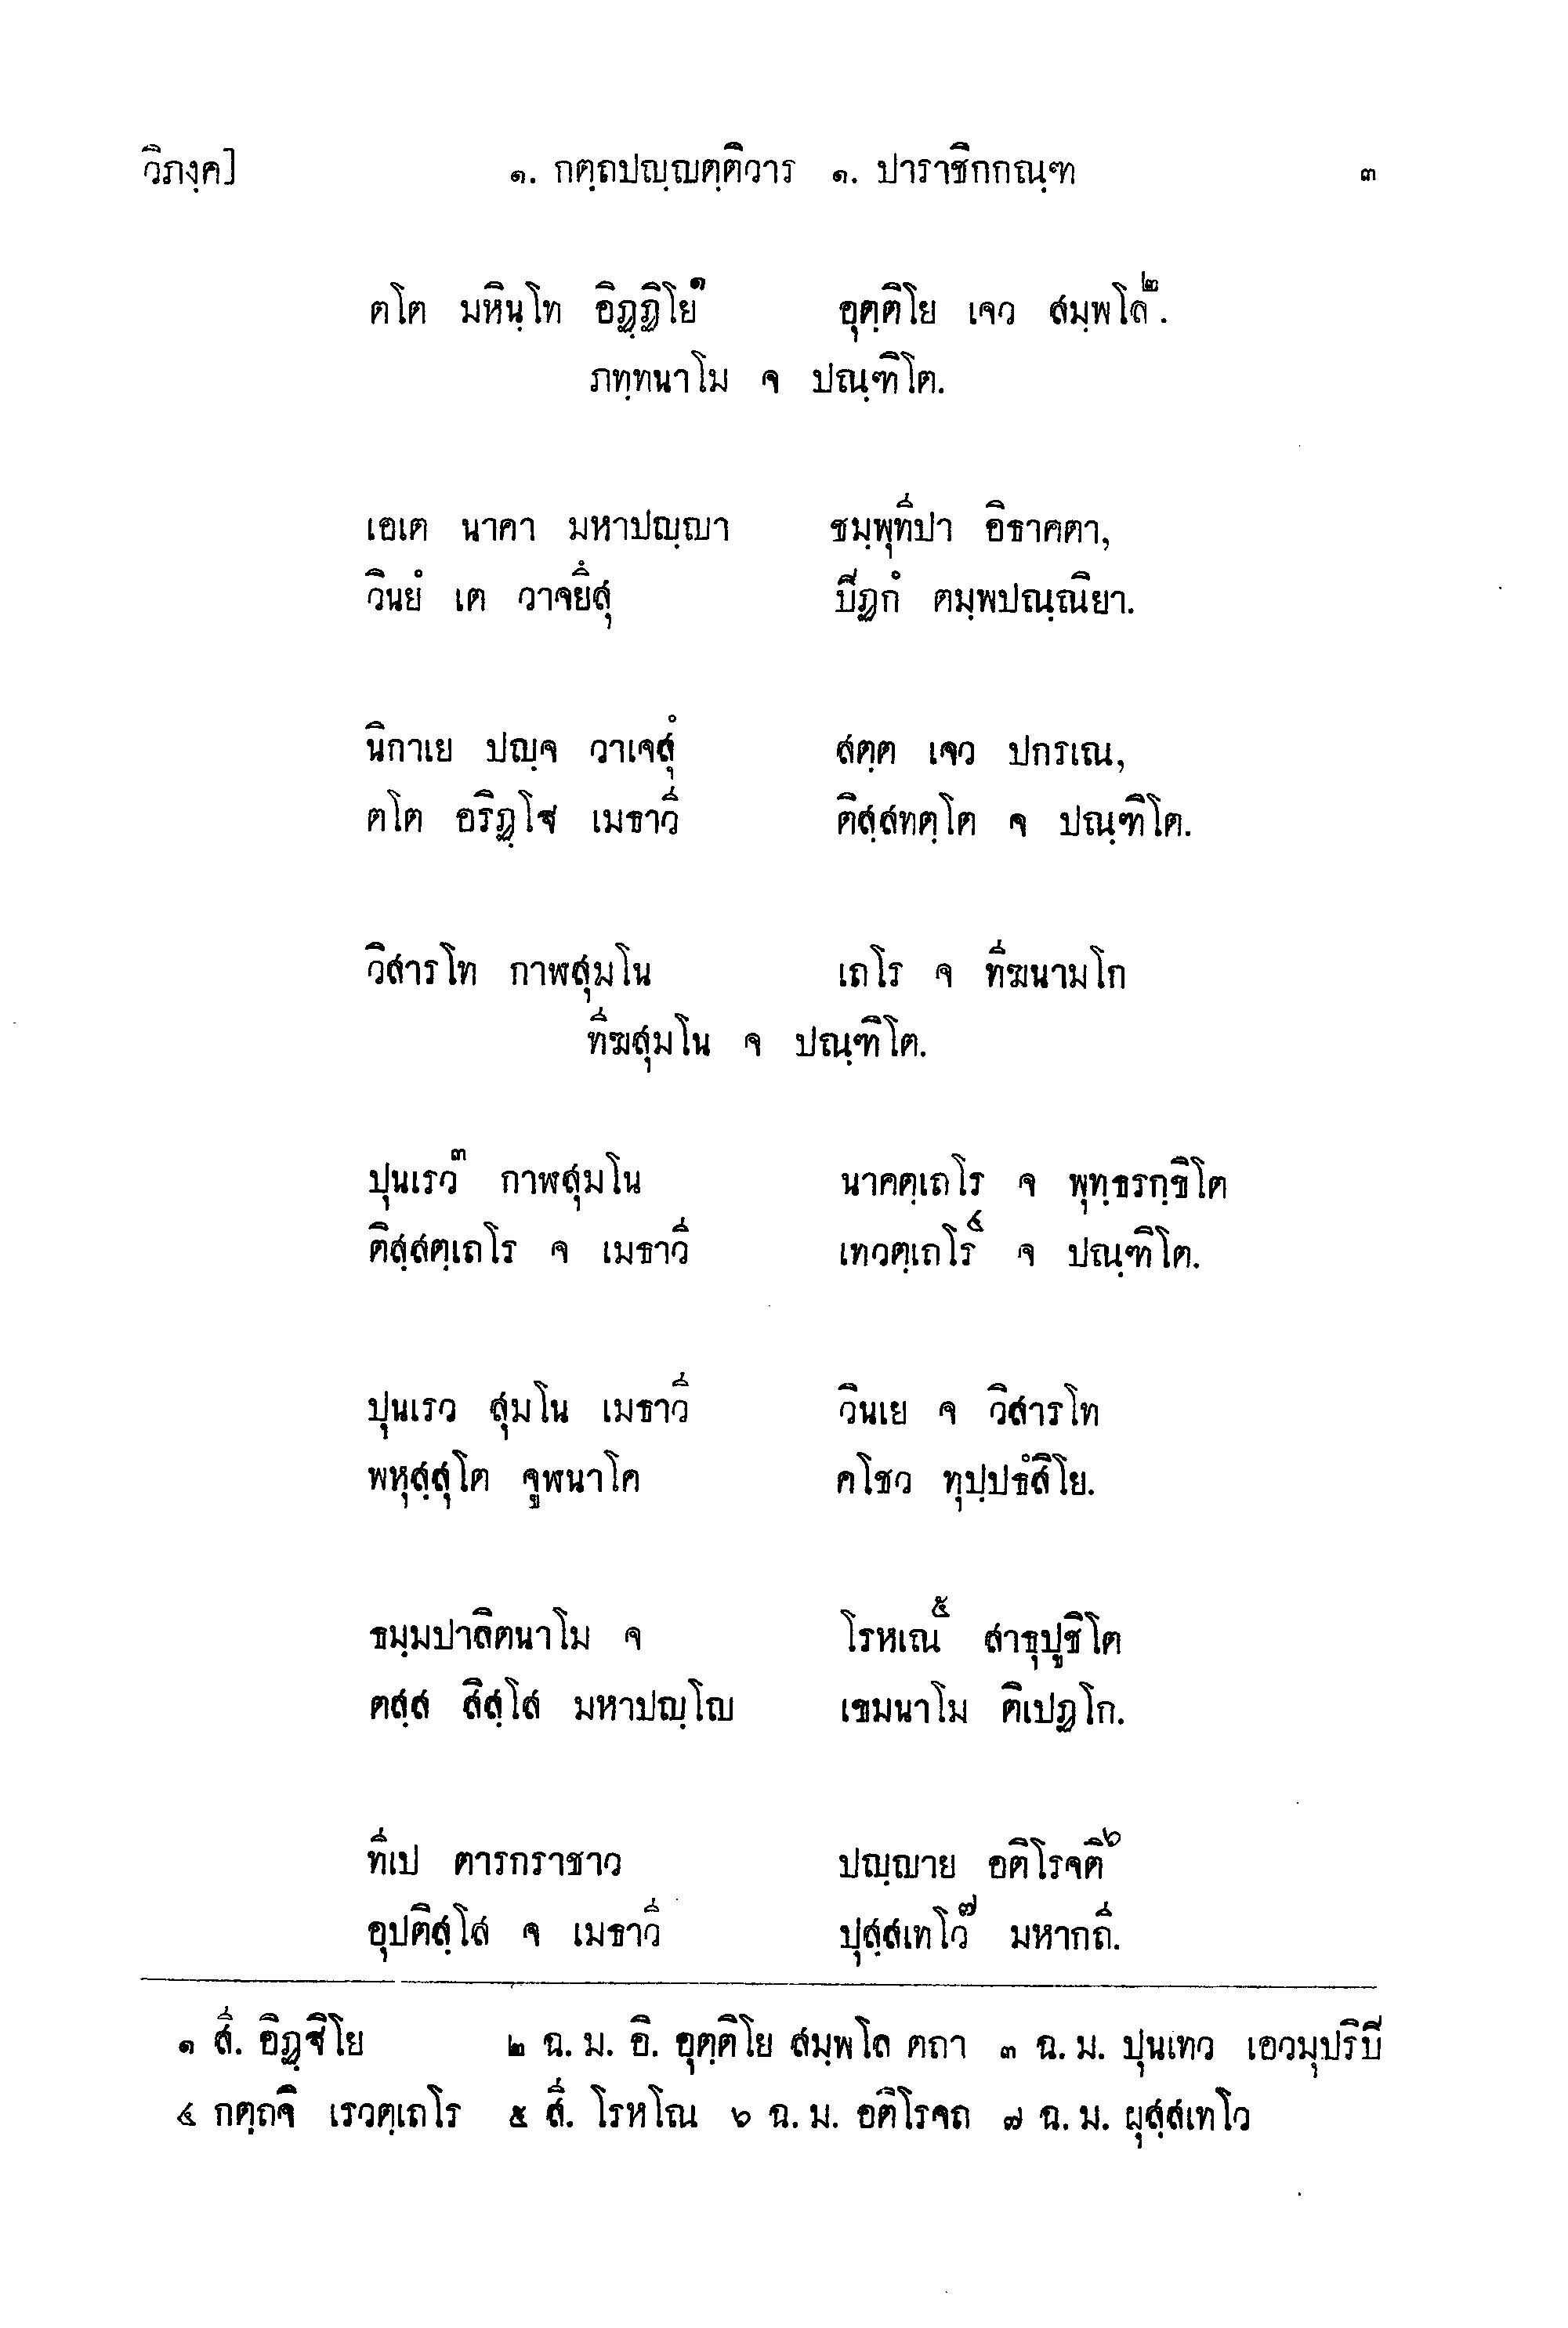 วิภงฺค] ๑. กตฺถปญฺญตฺติวาร ๑. ปาราชิกกณฺฑ ๓
ตโต มหินฺโท อิฏฺฏิโย๑ อุตฺติโย เจว สมฺพโล๒.
ภทฺทนาโม จ ปณฺฑิโต.
เอเต นาคา มหาปญฺญา ชมฺพุทีปา อิธาคตา,
วินยํ เต วาจยึสุ ปิฏกํ ตมฺพปณฺณิยา.
นิกาเย ปญฺจ วาเจสุํ สตฺต เจว ปกรเณ,
ตโต อริฏฺโฐ เมธาวี ติสฺสทตฺโต จ ปณฺฑิโต.
วิสารโท กาฬสุมโน เถโร จ ทีฆนามโก
ทีฆสุมโน จ ปณฺฑิโต.
ปุนเรว๓ กาฬสุมโน นาคตฺเถโร จ พุทฺธรกฺขิโต
ติสฺสตฺเถโร จ เมธาวี เทวตฺเถโร๔ จ ปณฺฑิโต.
ปุนเรว สุมโน เมธาวี วินเย จ วิสารโท
พหุสฺสุโต จูฬนาโค คโชว ทุปฺปธํสิโย.
ธมฺมปาลิตนาโม จ โรหเณ๕ สาธุปูชิโต
ตสฺส สิสฺโส มหาปญฺโญ เขมนาโม ติเปฏโก.
ทีเป ตารกราชาว ปญฺญาย อติโรจติ๖
อุปติสฺโส จ เมธาวี ปุสฺสเทโว๗ มหากถี.
๑ สี. อิฏฺฐิโย ๒ ฉ. ม. อิ. อุตฺติโย สมฺพโล ตถา ๓ ฉ. ม. ปุนเทว เอวมุปริปิ
๔ กตฺถจิ เรวตฺเถโร ๕ สี. โรหโณ ๖ ฉ. ม. อติโรจถ ๗ ฉ. ม. ผุสฺสเทโว